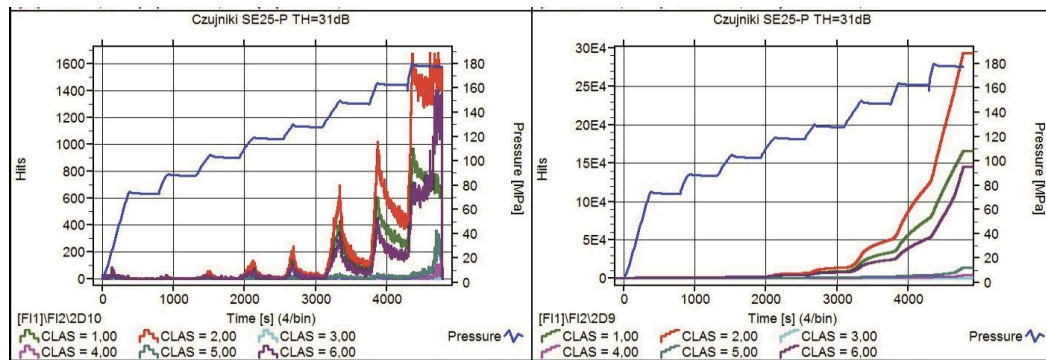 Czujniki SE25-P TH=31dB
1600
1400
1200
1000
800
600
400
200
0
Hits
180
160
140
120
100
80
60
40
20
0
Pressure [MPa]
0
1000
2000
3000
4000
[FI1]\FI2\2D10
Time [s] (4/bin)
CLAS = 1,00
CLAS = 2,00
CLAS = 3,00
Pressure
CLAS = 4,00
CLAS = 5,00
CLAS = 6,00
Czujniki SE25-P TH=31dB
30E4
25E4
20E4
15E4
10E4
5E4
0
Hits
180
160
140
120
100
80
60
40
20
0
Pressure [MPa]
0
1000
2000
3000
4000
[FI1]\FI2\2D9
Time [s] (4/bin)
CLAS = 1,00
CLAS = 2,00
CLAS = 3,00
Pressure
CLAS = 4,00
CLAS = 5,00
CLAS = 6,00